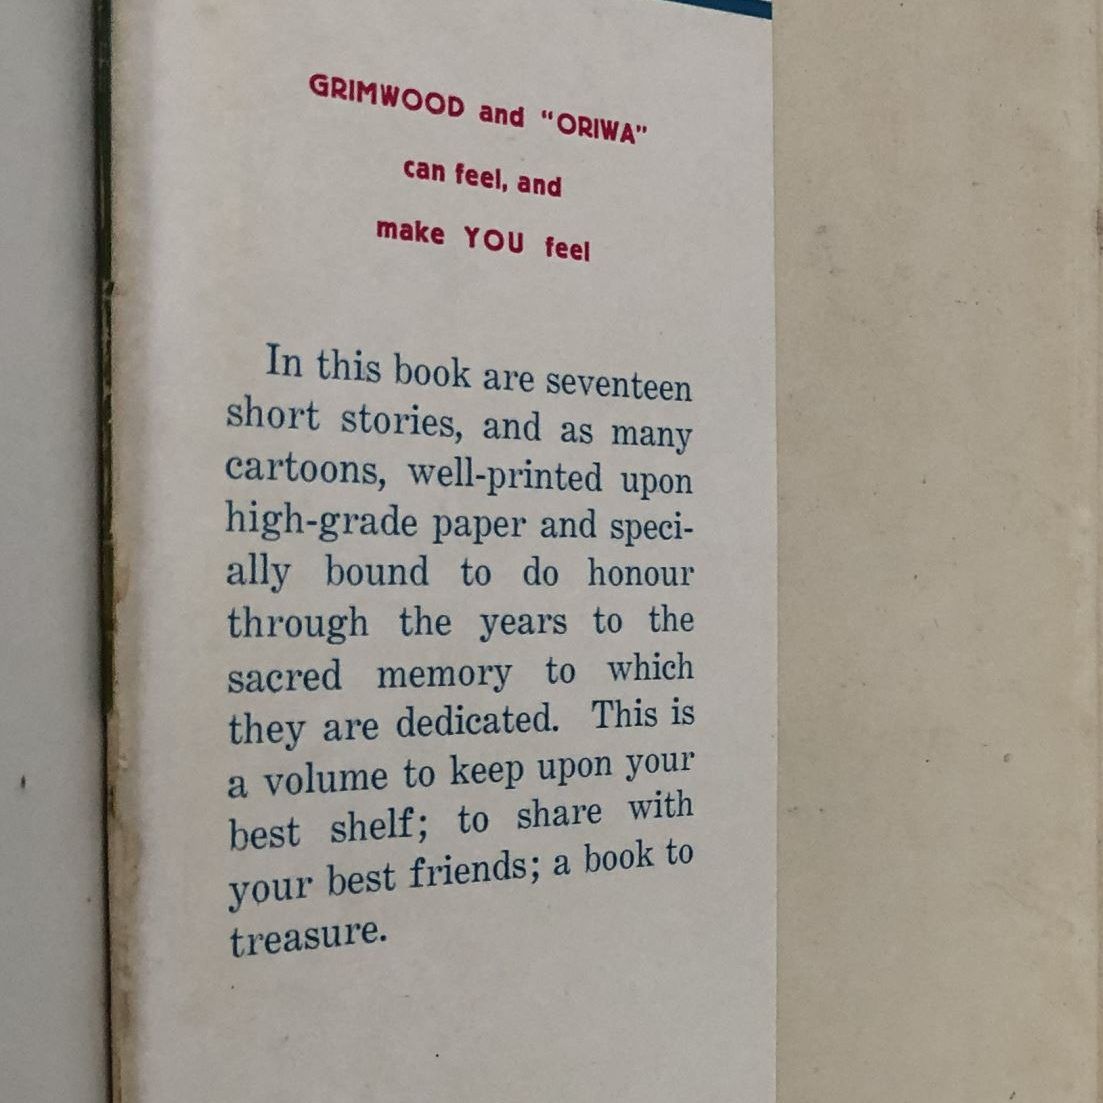 GRIMWOOD and "ORIWA"
can feel, and
make YOU feel
In this book are seventeen
short stories, and as many
cartoons, well-printed upon
high-grade paper and speci-
ally bound to do honour
through the years to the
sacred memory to which
they are dedicated. This is
a volume to keep upon your
best shelf; to share with
your best friends; a book to
treasure.